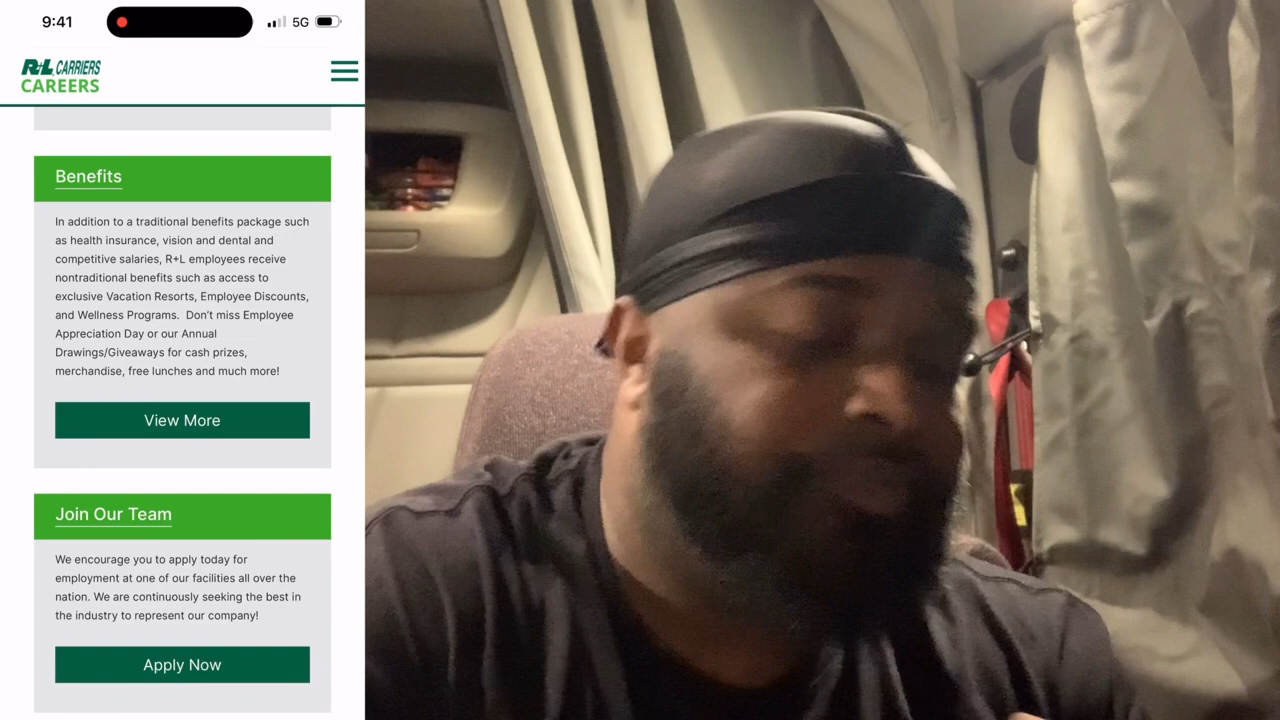 9:41
5G
R+L CARRIERS
CAREERS
Benefits
In addition to a traditional benefits package such
as health insurance, vision and dental and
competitive salaries, R+L employees receive
nontraditional benefits such as access to
exclusive Vacation Resorts, Employee Discounts,
and Wellness Programs.  Don’t miss Employee
Appreciation Day or our Annual
Drawings/Giveaways for cash prizes,
merchandise, free lunches and much more!
View More
Join Our Team
We encourage you to apply today for
employment at one of our facilities all over the
nation. We are continuously seeking the best in
the industry to represent our company!
Apply Now